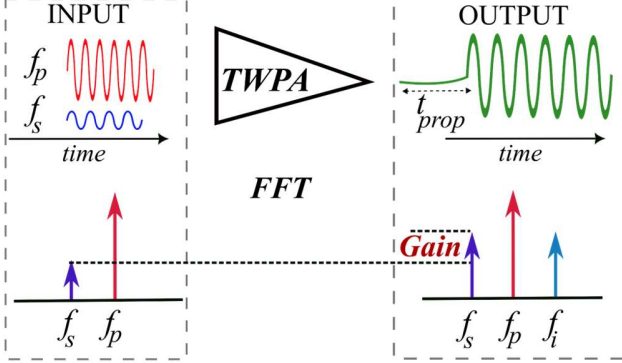 INPUT
f_p
f_s
time
TWPA
FFT
OUTPUT
t_prop
time
f_s
f_p
Gain
f_s
f_p
f_i